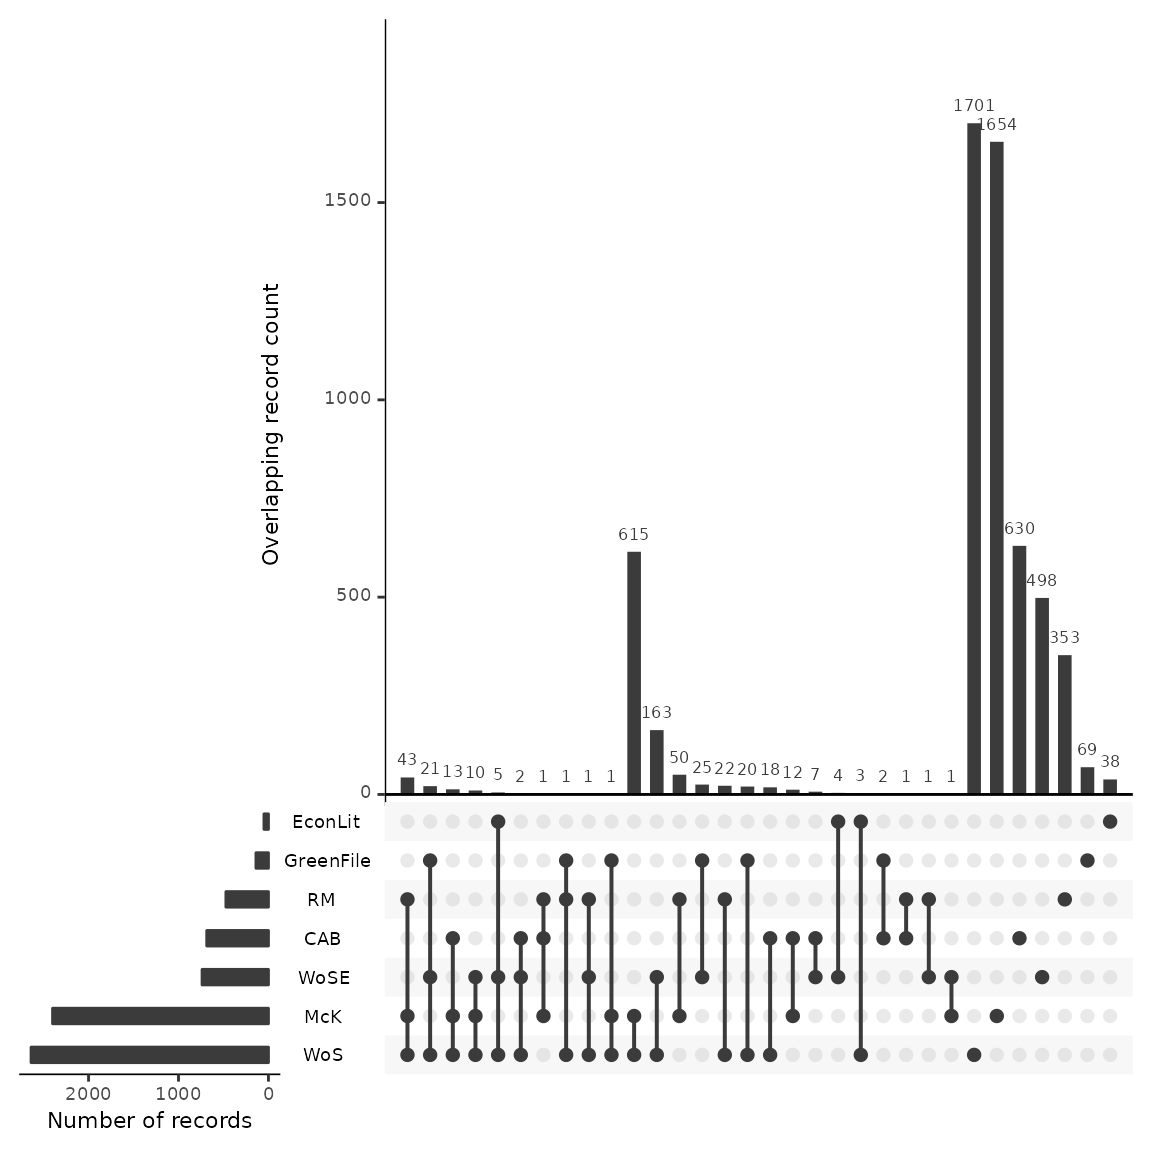 1701
1654
1500
Overlapping record count
1000
615
630
498
500
353
163
43 21 13 10 5 2 1 1 1 1 50 25 22 20 18 12 7 4 3 2 1 1 1 69 38
0
EconLit
GreenFile
RM
CAB
WoSE
McK
WoS
2000 1000 0
Number of records